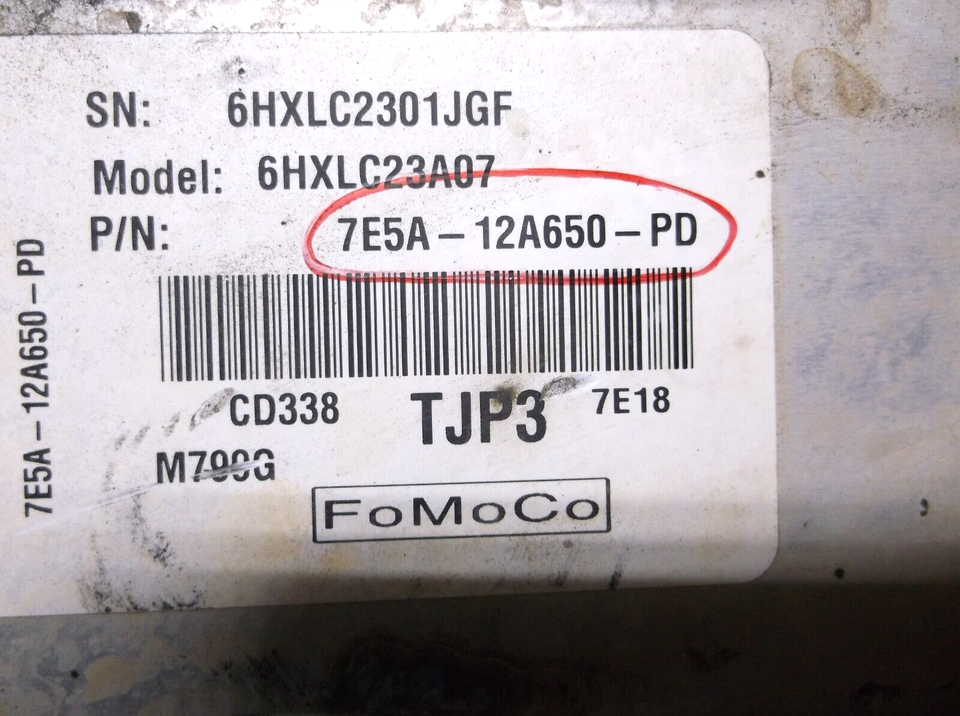 SN: 6HXLC2301JGF
Model: 6HXLC23A07
P/N: 7E5A-12A650-PD
CD338 TJP3 7E18
FoMoCo
7E5A-12A650-PD